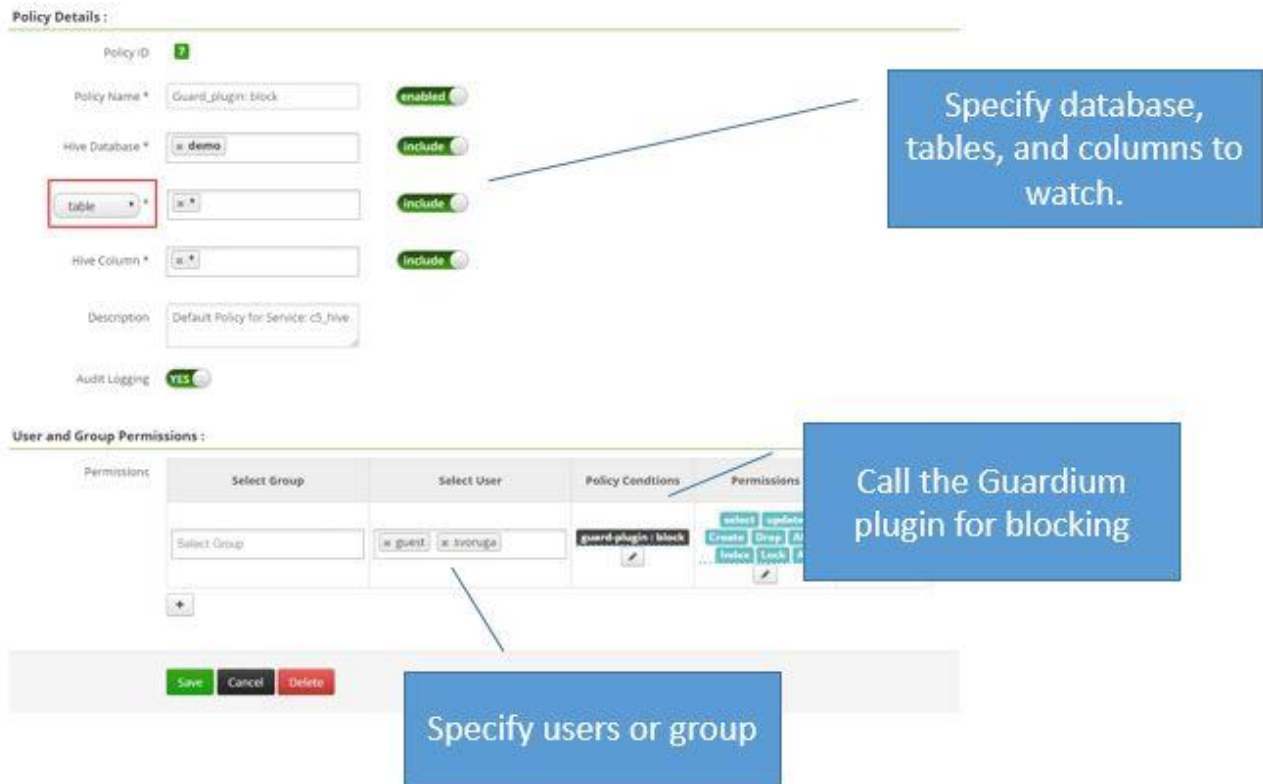 Policy Details :
Policy ID 7
Policy Name * Guard_plugin: block enabled
Specify database,
tables, and columns to
watch.
Hive Database * × demo include
table * × * include
Hive Column * × * include
Description Default Policy for Service: c5_hive
Audit Logging YES
User and Group Permissions :
Permissions Select Group Select User Policy Condtions Permissions
Call the Guardium
plugin for blocking
Select Group × guest × svoruga guard-plugin : block
select update
Create Drop
Index Lock
+
Save Cancel Delete
Specify users or group